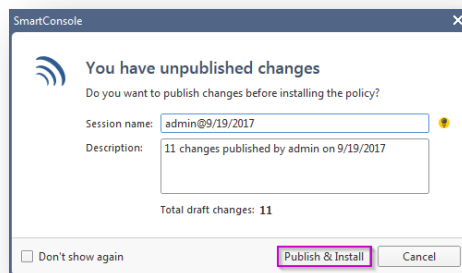 SmartConsole
You have unpublished changes
Do you want to publish changes before installing the policy?
Session name: admin@9/19/2017
Description: 11 changes published by admin on 9/19/2017
Total draft changes: 11
Don't show again Publish & Install Cancel